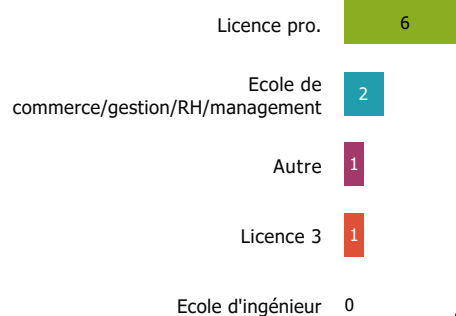 Licence pro. 6
Ecole de
commerce/gestion/RH/management 2
Autre 1
Licence 3 1
Ecole d'ingénieur 0